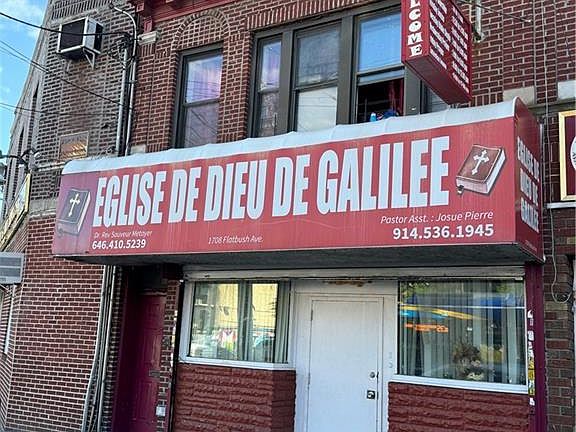 WELCOME
EGLISE DE DIEU DE GALILEE
Dr. Rev Sauveur Metayer
646.410.5239
1708 Flatbush Ave.
Pastor Asst. : Josue Pierre
914.536.1945
EGLISE DE
DIEU DE
GALILEE